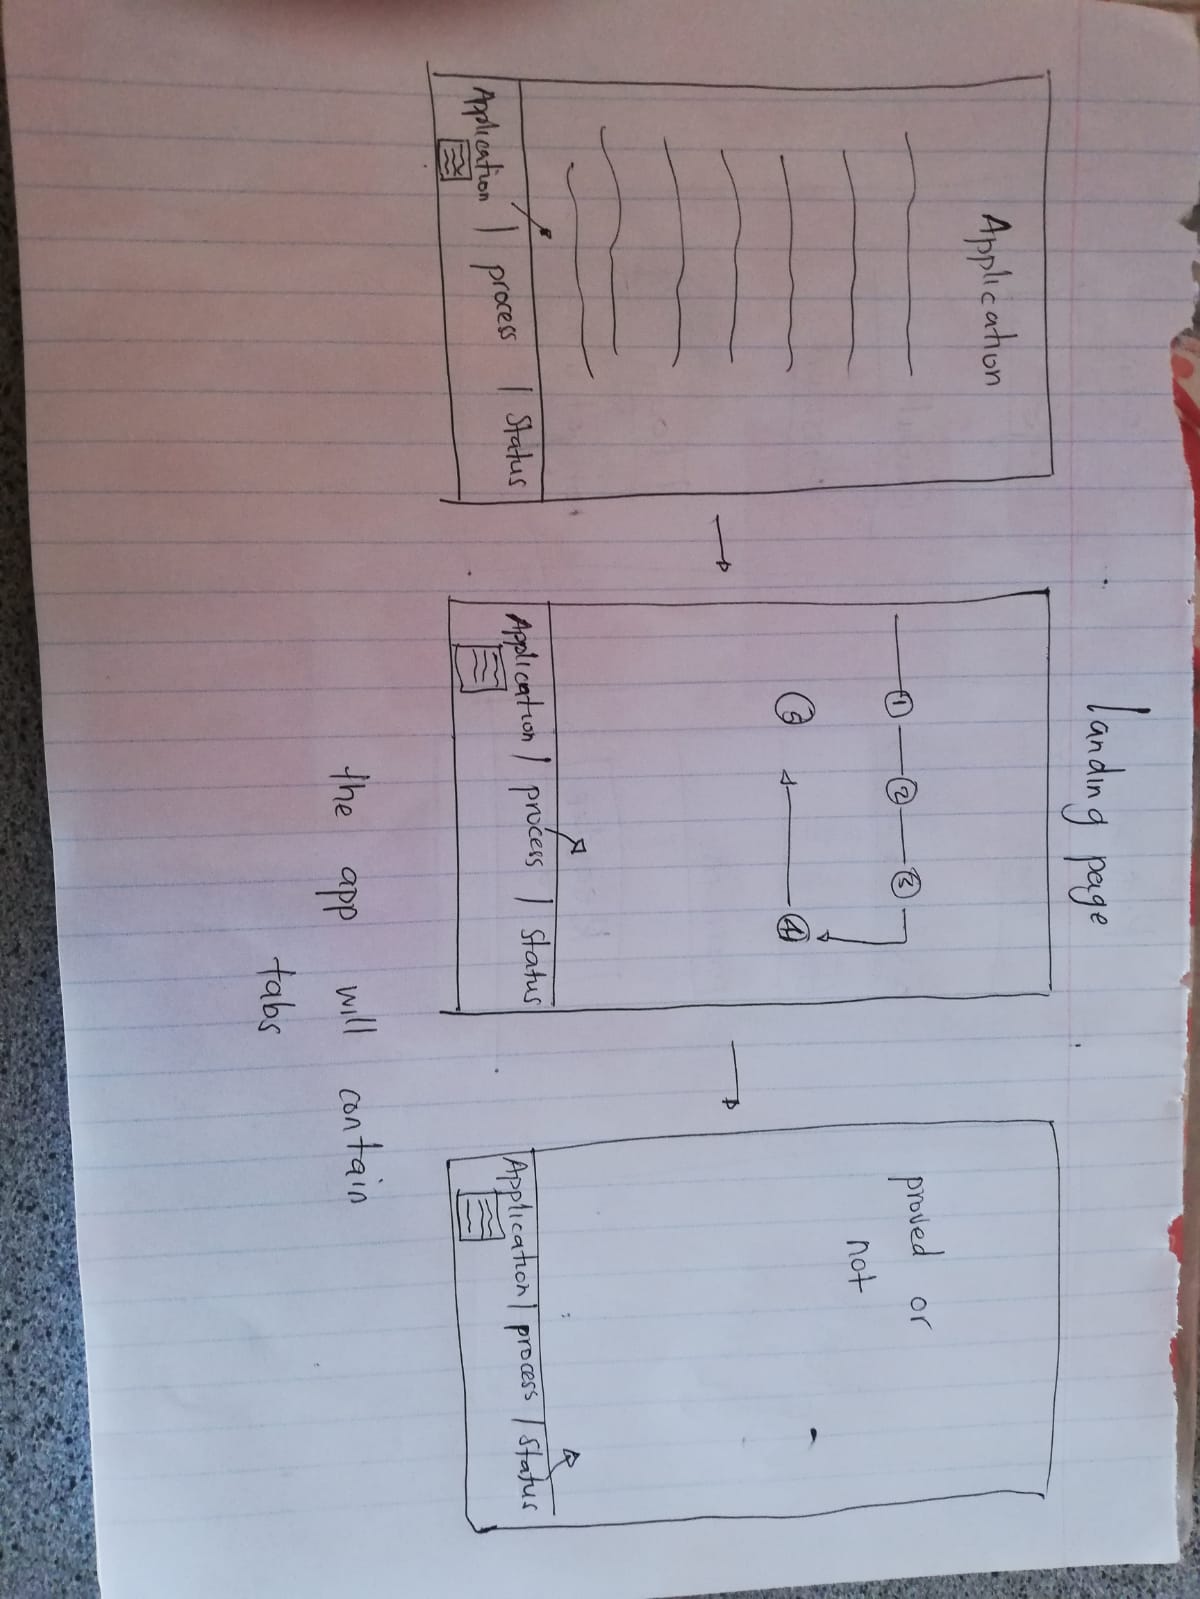 landing page
Application
Application | process | Status
1 2 3
5 4
Application | process | Status
proved or
not
Application | process | Status
the app will contain
tabs